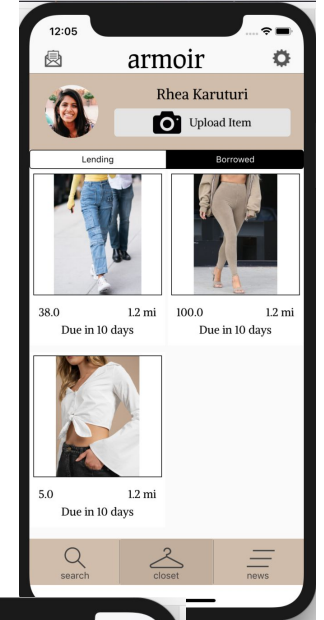 12:05
armoir
Rhea Karuturi
Upload Item
Lending Borrowed
38.0 1.2 mi 100.0 1.2 mi
Due in 10 days Due in 10 days
5.0 1.2 mi
Due in 10 days
search closet news